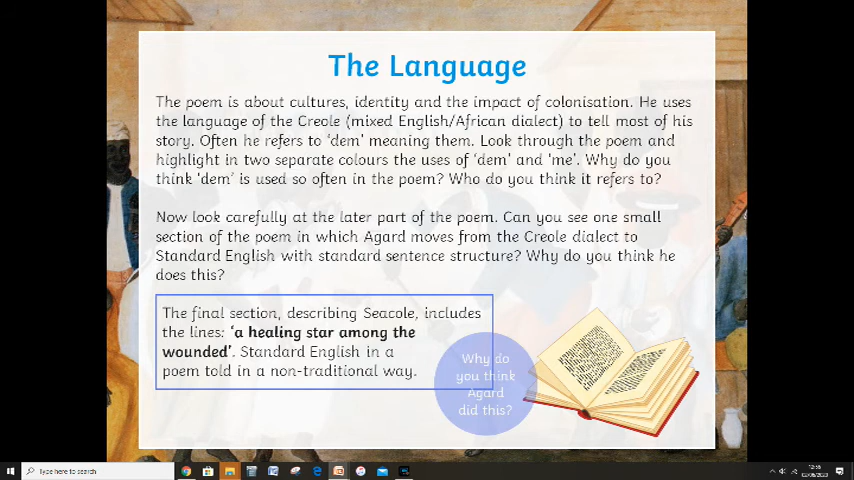 The Language
The poem is about cultures, identity and the impact of colonisation. He uses
the language of the Creole (mixed English/African dialect) to tell most of his
story. Often he refers to ‘dem’ meaning them. Look through the poem and
highlight in two separate colours the uses of ‘dem’ and ‘me’. Why do you
think ‘dem’ is used so often in the poem? Who do you think it refers to?
Now look carefully at the later part of the poem. Can you see one small
section of the poem in which Agard moves from the Creole dialect to
Standard English with standard sentence structure? Why do you think he
does this?
The final section, describing Seacole, includes
the lines: ‘a healing star among the
wounded’. Standard English in a
poem told in a non-traditional way.
Why do
you think
Agard
did this?
Type here to search